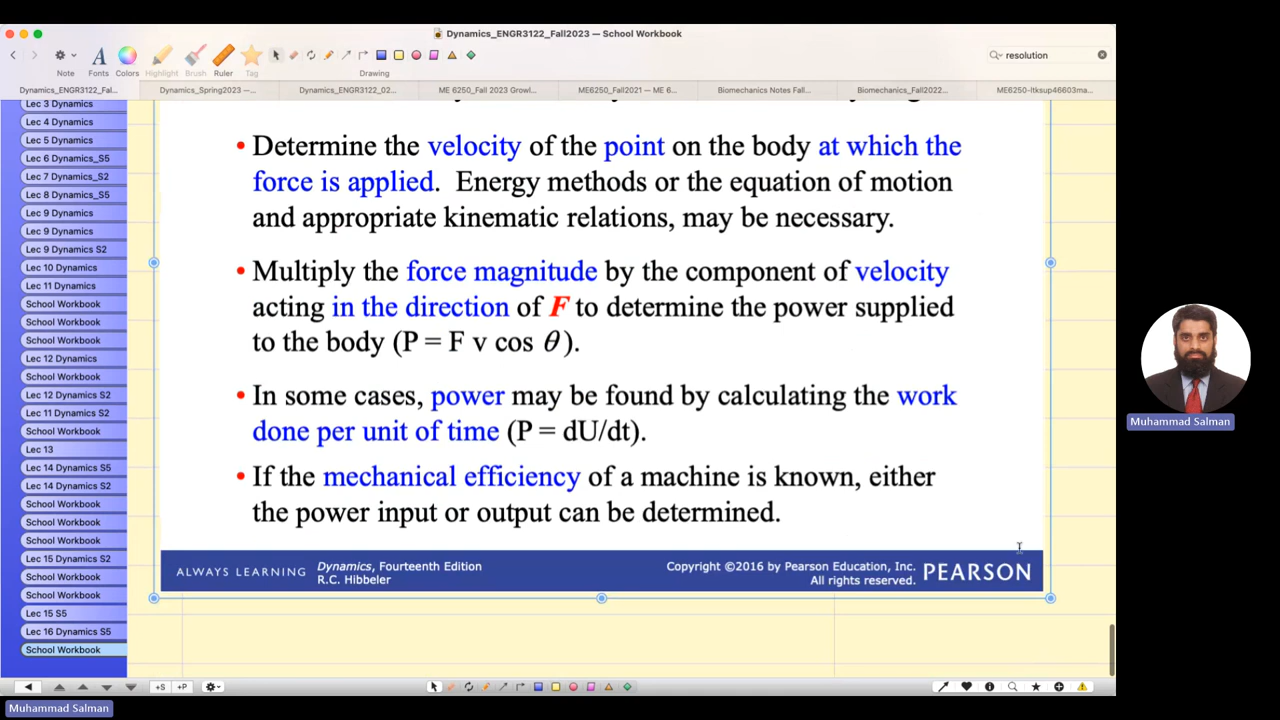 Dynamics_ENGR3122_Fall2023 — School Workbook
resolution
Note Fonts Colors Highlight Brush Ruler Tag Drawing
Dynamics_ENGR3122_Fal... Dynamics_Spring2023 —... Dynamics_ENGR3122_02... ME 6250_Fall 2023 Growl... ME6250_Fall2021 — ME 6... Biomechanics Notes Fall... Biomechanics_Fall2022... ME6250-ltksup46603ma...
Lec 3 Dynamics
Lec 4 Dynamics
Lec 5 Dynamics
Lec 6 Dynamics_S5
Lec 7 Dynamics_S2
Lec 8 Dynamics_S5
Lec 9 Dynamics
Lec 9 Dynamics
Lec 9 Dynamics S2
Lec 10 Dynamics
Lec 11 Dynamics
School Workbook
School Workbook
School Workbook
Lec 12 Dynamics
School Workbook
Lec 12 Dynamics S2
Lec 11 Dynamics S2
School Workbook
Lec 13
Lec 14 Dynamics S5
Lec 14 Dynamics S2
School Workbook
School Workbook
School Workbook
Lec 15 Dynamics S2
School Workbook
School Workbook
Lec 15 S5
Lec 16 Dynamics S5
School Workbook
• Determine the velocity of the point on the body at which the
force is applied. Energy methods or the equation of motion
and appropriate kinematic relations, may be necessary.
• Multiply the force magnitude by the component of velocity
acting in the direction of F to determine the power supplied
to the body (P = F v cos θ).
• In some cases, power may be found by calculating the work
done per unit of time (P = dU/dt).
• If the mechanical efficiency of a machine is known, either
the power input or output can be determined.
ALWAYS LEARNING
Dynamics, Fourteenth Edition
R.C. Hibbeler
Copyright ©2016 by Pearson Education, Inc.
All rights reserved.
PEARSON
+S +P
Muhammad Salman
Muhammad Salman